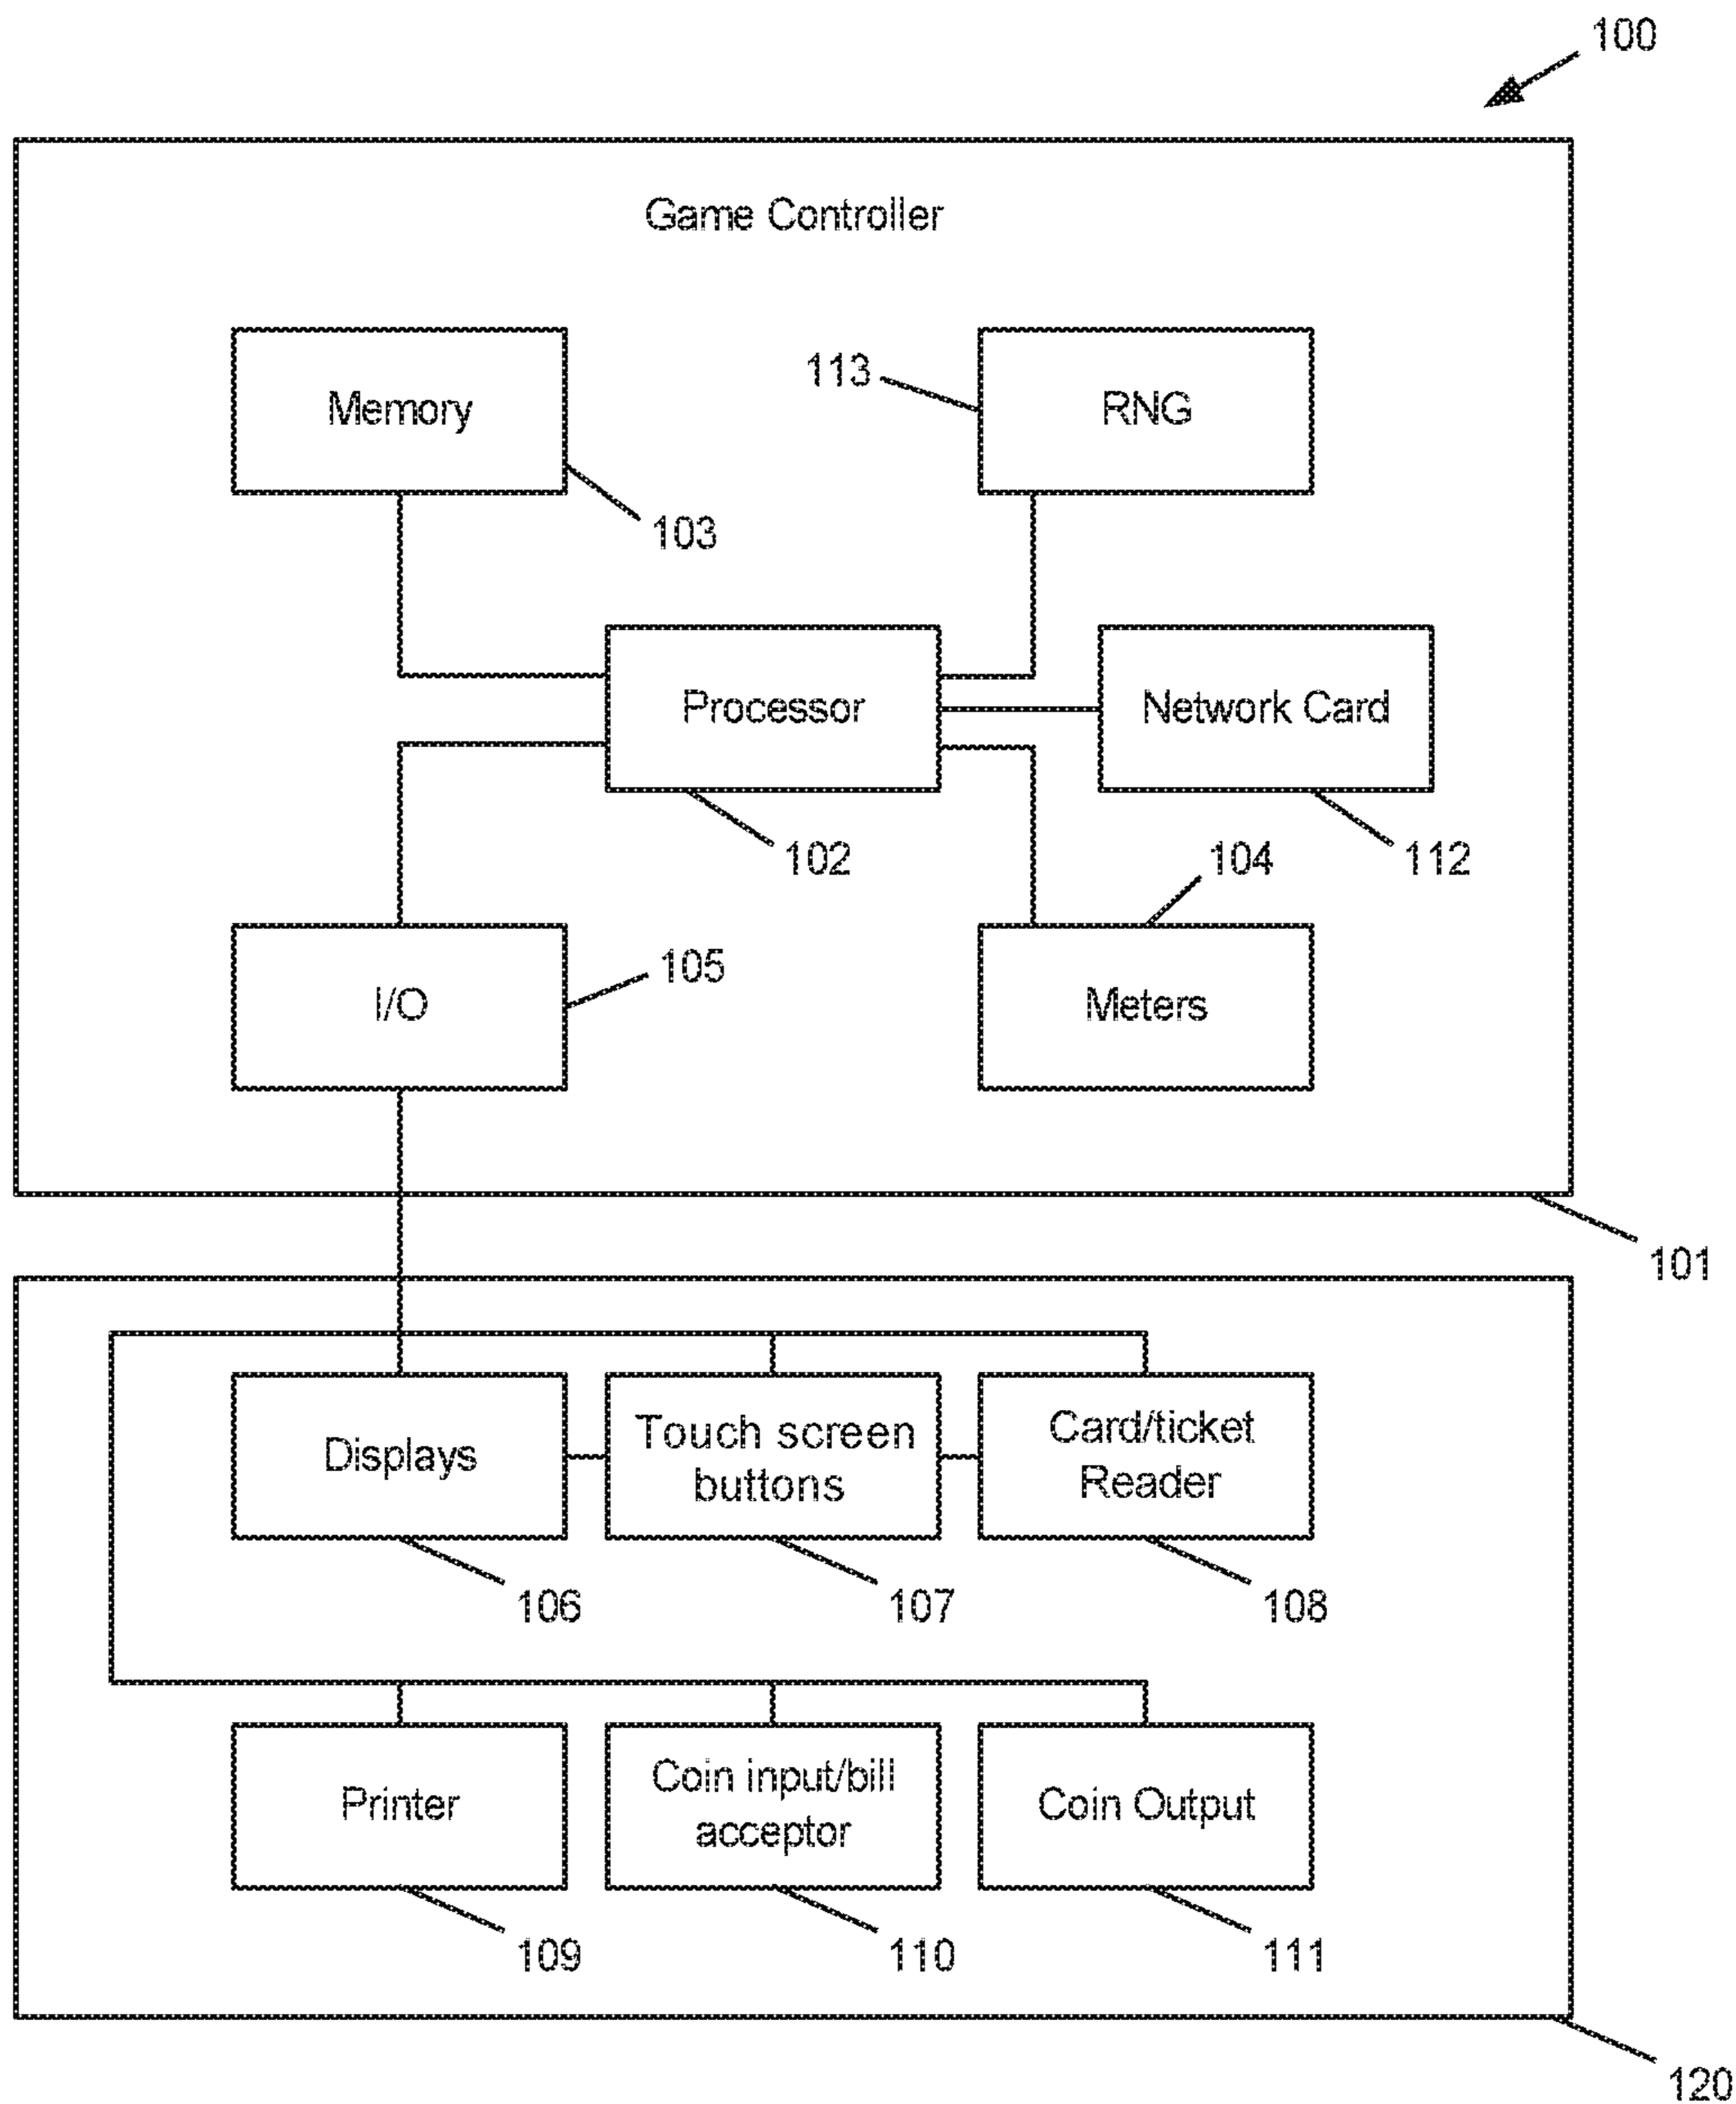 100
Game Controller
Memory
113
RNG
103
Processor
Network Card
102
104
112
I/O
105
Meters
101
Displays
Touch screen
buttons
Card/ticket
Reader
106
107
108
Printer
Coin input/bill
acceptor
Coin Output
109
110
111
120